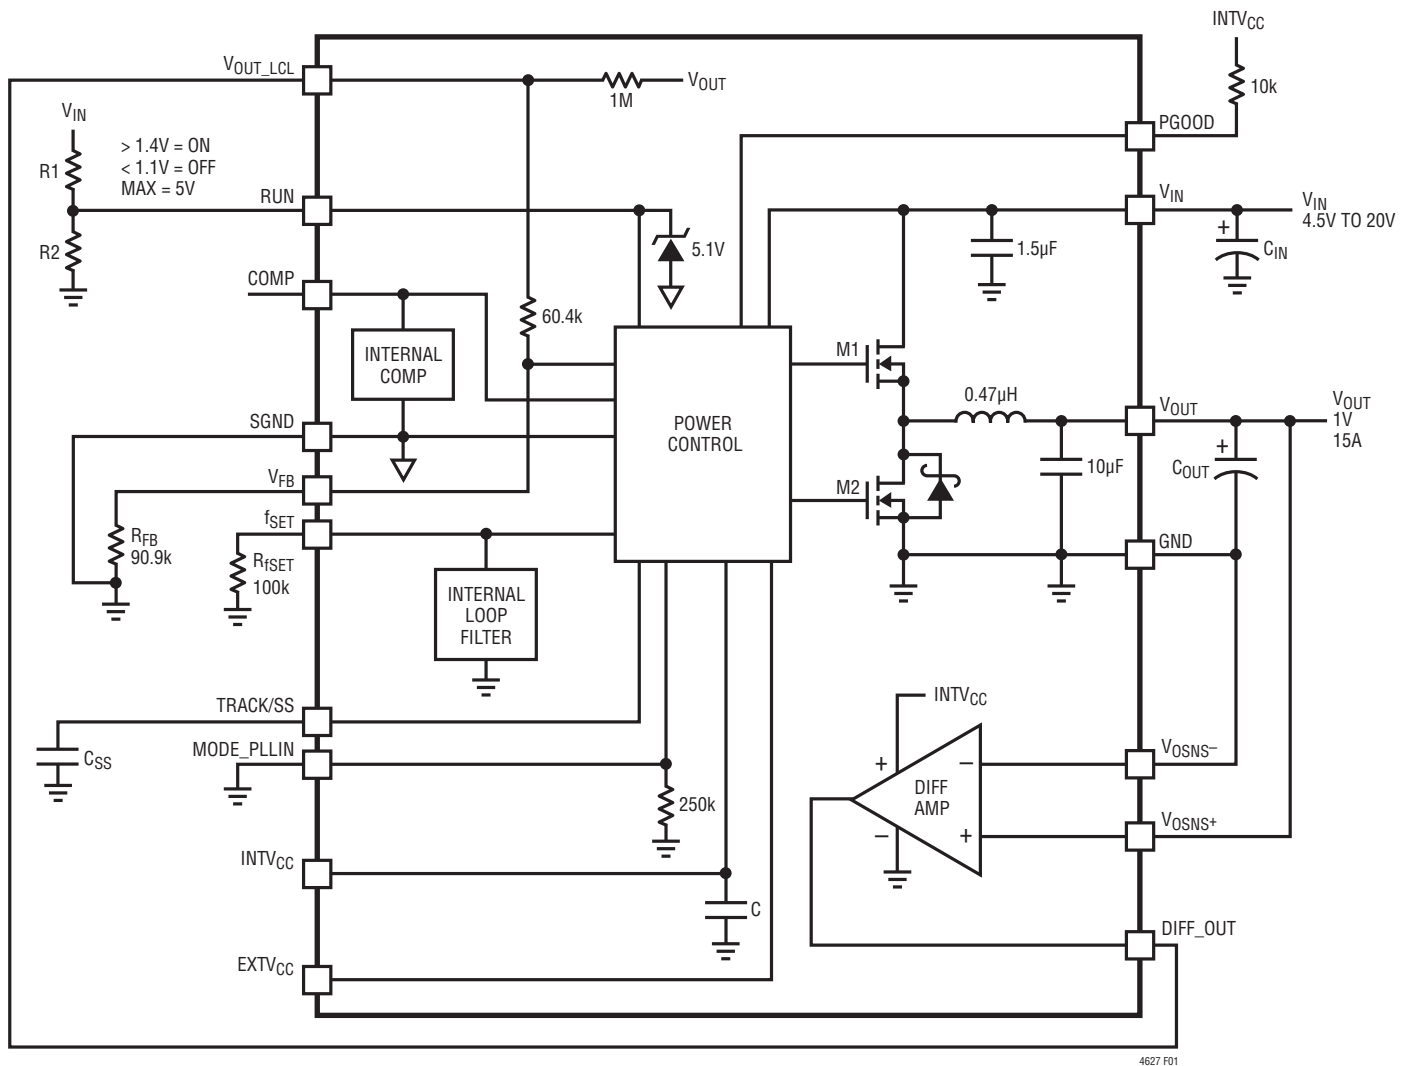 INTVCC
10k
PGOOD
VOUT_LCL
1M
VOUT
VIN
> 1.4V = ON
< 1.1V = OFF
MAX = 5V
R1
R2
RUN
5.1V
VIN
VIN
4.5V TO 20V
1.5µF
+
CIN
COMP
INTERNAL
COMP
60.4k
POWER
CONTROL
M1
0.47µH
VOUT
VOUT
1V
15A
10µF
+
COUT
M2
GND
SGND
VFB
fSET
RFB
90.9k
RfSET
100k
INTERNAL
LOOP
FILTER
TRACK/SS
CSS
MODE_PLLIN
250k
INTVCC
C
EXTVCC
INTVCC
+
–
DIFF
AMP
–
+
VOSNS–
VOSNS+
DIFF_OUT
4627 F01